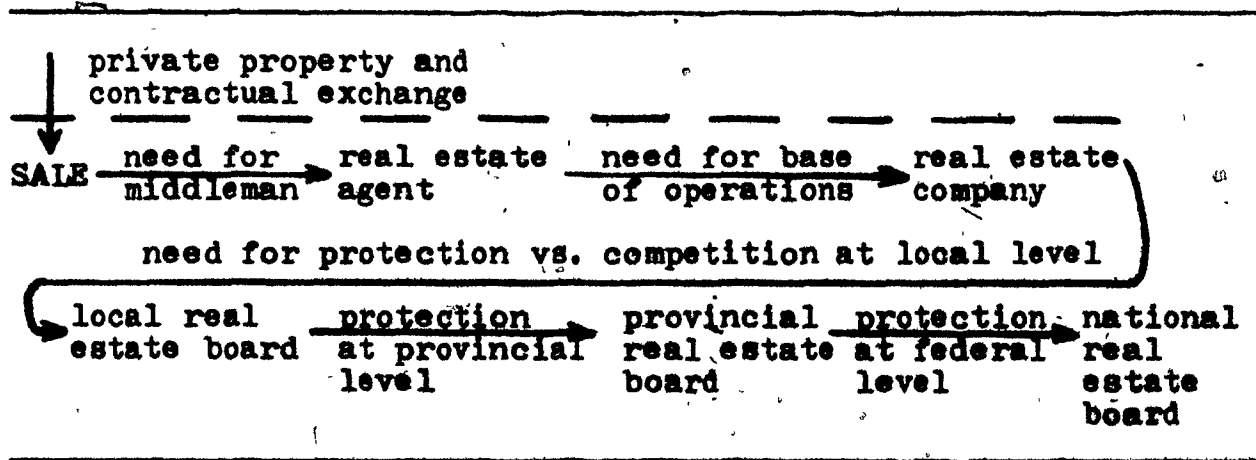 private property and
contractual exchange
SALE need for middleman real estate agent need for base of operations real estate company
need for protection vs. competition at local level
local real estate board protection at provincial level provincial real estate board protection at federal level national real estate board